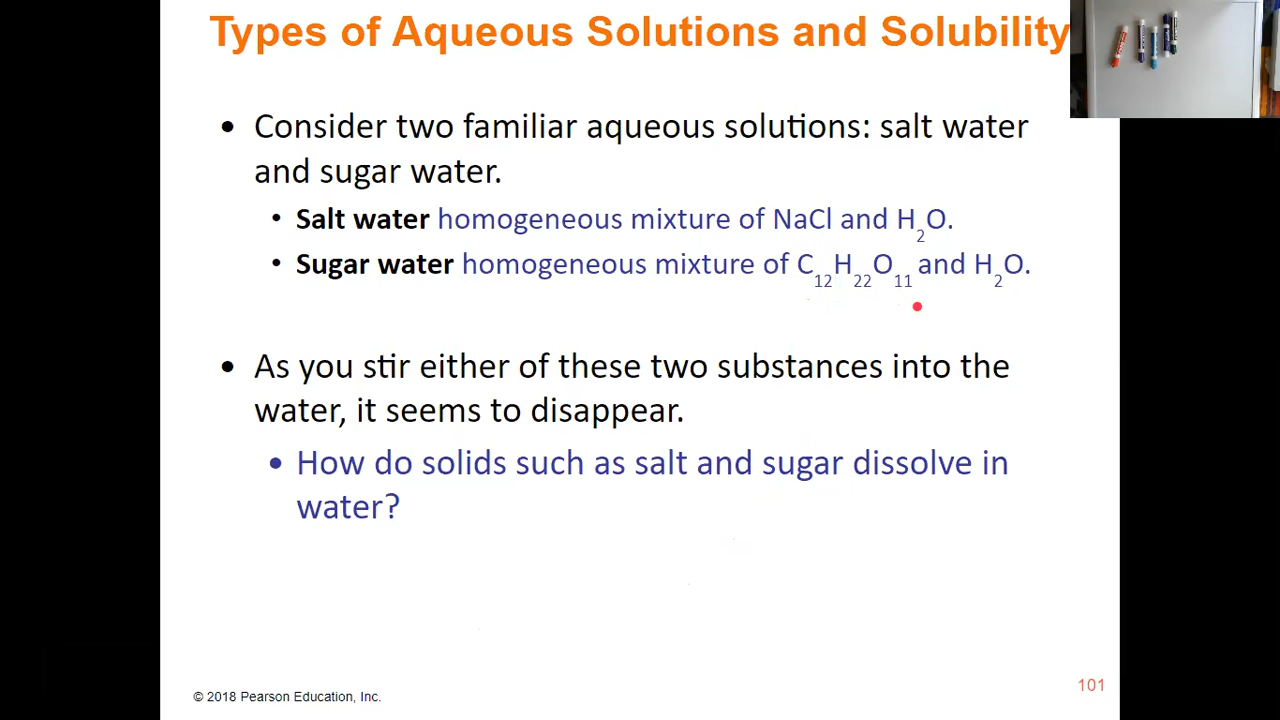 Types of Aqueous Solutions and Solubility
• Consider two familiar aqueous solutions: salt water
and sugar water.
• Salt water homogeneous mixture of NaCl and H₂O.
• Sugar water homogeneous mixture of C₁₂H₂₂O₁₁ and H₂O.
• As you stir either of these two substances into the
water, it seems to disappear.
• How do solids such as salt and sugar dissolve in
water?
© 2018 Pearson Education, Inc.
101